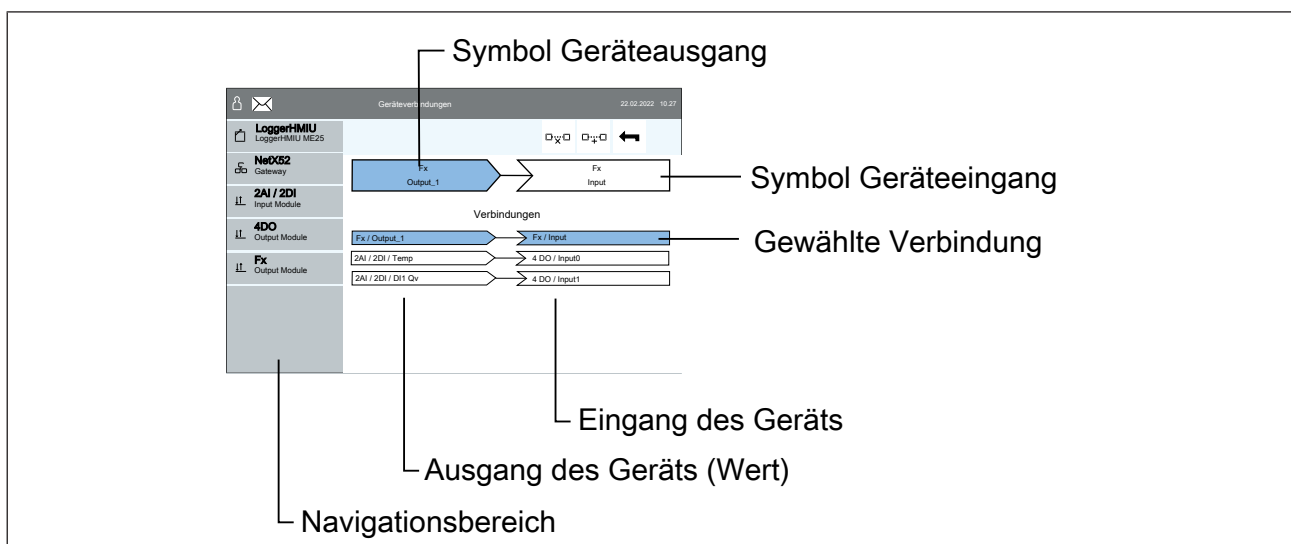 Symbol Geräteausgang
Geräteverbindungen
22.02.2022 10.27
LoggerHMIU
LoggerHMIU ME25
NetX52
Gateway
2AI / 2DI
Input Module
4DO
Output Module
Fx
Output Module
Fx
Output_1
Fx
Input
Symbol Geräteeingang
Verbindungen
Fx / Output_1
Fx / Input
Gewählte Verbindung
2AI / 2DI / Temp
4 DO / Input0
2AI / 2DI / DI1 Qv
4 DO / Input1
Eingang des Geräts
Ausgang des Geräts (Wert)
Navigationsbereich